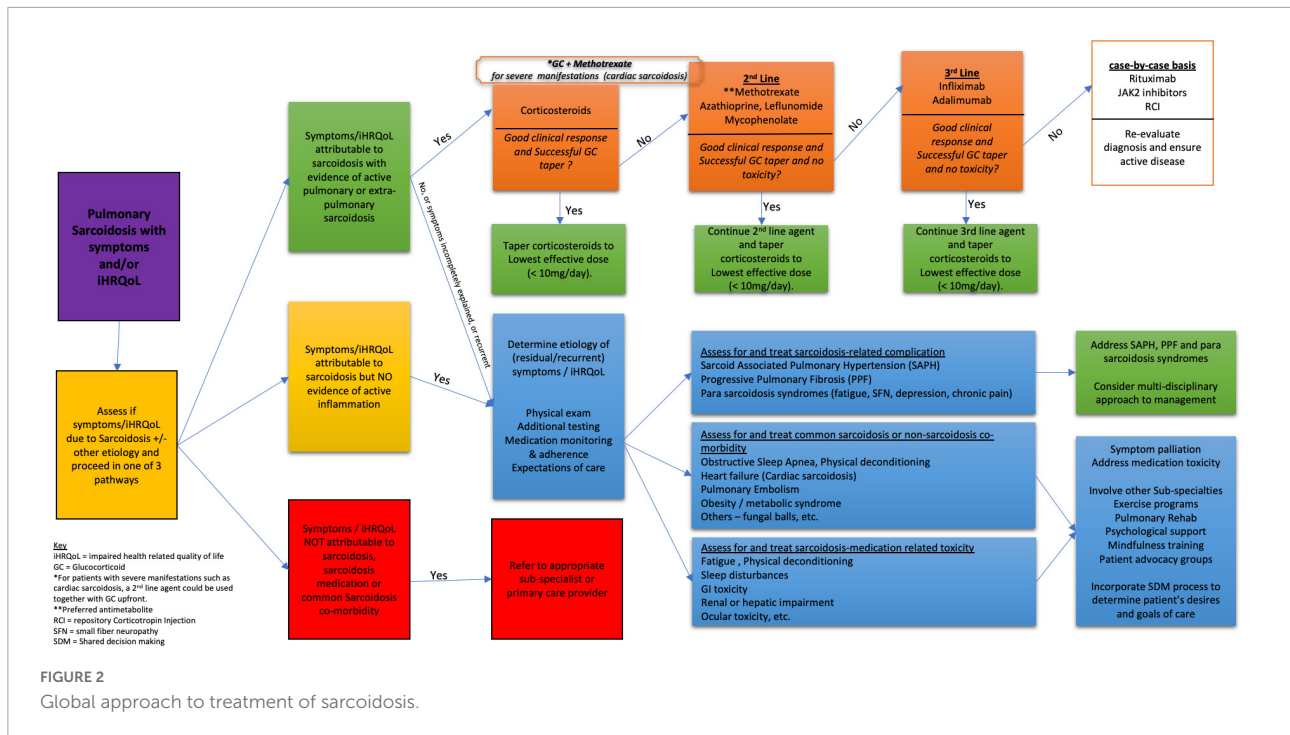 *GC + Methotrexate
for severe manifestations (cardiac sarcoidosis)
Pulmonary
Sarcoidosis with
symptoms
and/or
iHRQoL
Assess if
symptoms/iHRQoL
due to Sarcoidosis +/-
other etiology and
proceed in one of 3
pathways
Key
iHRQoL = impaired health related quality of life
GC = Glucocorticoid
*For patients with severe manifestations such as
cardiac sarcoidosis, a 2nd line agent could be used
together with GC upfront.
**Preferred antimetabolite
RCI = repository Corticotropin Injection
SFN = small fiber neuropathy
SDM = Shared decision making
Symptoms/iHRQoL
attributable to
sarcoidosis with
evidence of active
pulmonary or extra-
pulmonary sarcoidosis
Yes
No, or symptoms incompletely explained, or recurrent
Corticosteroids
Good clinical response
and Successful GC
taper ?
No
Yes
Taper corticosteroids to
Lowest effective dose
(< 10mg/day).
2nd Line
**Methotrexate
Azathioprine, Leflunomide
Mycophenolate
Good clinical response and
Successful GC taper and no
toxicity?
No
Yes
Continue 2nd line agent
and taper
corticosteroids to
Lowest effective dose
(< 10mg/day).
3rd Line
Infliximab
Adalimumab
Good clinical
response and
Successful GC taper
and no toxicity?
No
Yes
Continue 3rd line agent
and taper
corticosteroids to
Lowest effective dose
(< 10mg/day).
case-by-case basis
Rituximab
JAK2 inhibitors
RCI
Re-evaluate
diagnosis and ensure
active disease
Symptoms/iHRQoL
attributable to
sarcoidosis but NO
evidence of active
inflammation
Yes
Determine etiology of
(residual/recurrent)
symptoms / iHRQoL
Physical exam
Additional testing
Medication monitoring
& adherence
Expectations of care
Symptoms / iHRQoL
NOT attributable to
sarcoidosis,
sarcoidosis
medication or
common Sarcoidosis
co-morbidity
Yes
Refer to appropriate
sub-specialist or
primary care provider
Assess for and treat sarcoidosis-related complication
Sarcoid Associated Pulmonary Hypertension (SAPH)
Progressive Pulmonary Fibrosis (PPF)
Para sarcoidosis syndromes (fatigue, SFN, depression, chronic pain)
Assess for and treat common sarcoidosis or non-sarcoidosis co-
morbidity
Obstructive Sleep Apnea, Physical deconditioning
Heart failure (Cardiac sarcoidosis)
Pulmonary Embolism
Obesity / metabolic syndrome
Others – fungal balls, etc.
Assess for and treat sarcoidosis-medication related toxicity
Fatigue , Physical deconditioning
Sleep disturbances
GI toxicity
Renal or hepatic impairment
Ocular toxicity, etc.
Address SAPH, PPF and para
sarcoidosis syndromes
Consider multi-disciplinary
approach to management
Symptom palliation
Address medication toxicity
Involve other Sub-specialties
Exercise programs
Pulmonary Rehab
Psychological support
Mindfulness training
Patient advocacy groups
Incorporate SDM process to
determine patient's desires
and goals of care
FIGURE 2
Global approach to treatment of sarcoidosis.